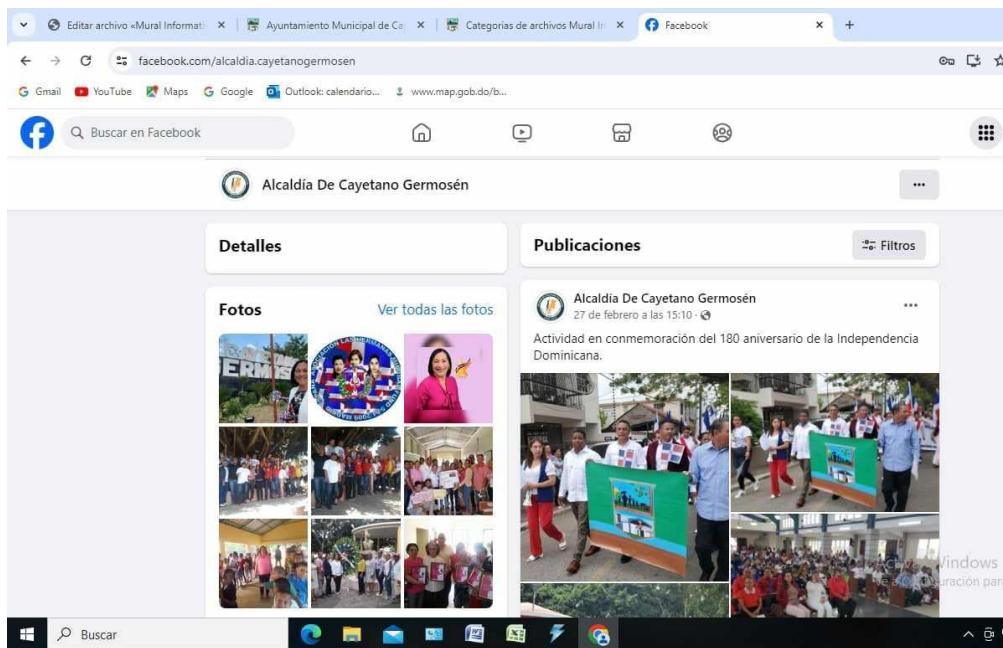 Editar archivo «Mural Informati
Ayuntamiento Municipal de Ca
Categorías de archivos Mural In
Facebook
facebook.com/alcaldia.cayetanogermosen
Gmail
YouTube
Maps
Google
Outlook: calendario...
www.map.gob.do/b...
Buscar en Facebook
Alcaldía De Cayetano Germosén
Detalles
Publicaciones
Filtros
Fotos
Ver todas las fotos
Alcaldía De Cayetano Germosén
27 de febrero a las 15:10
Actividad en conmemoración del 180 aniversario de la Independencia
Dominicana.
Windows
Buscar